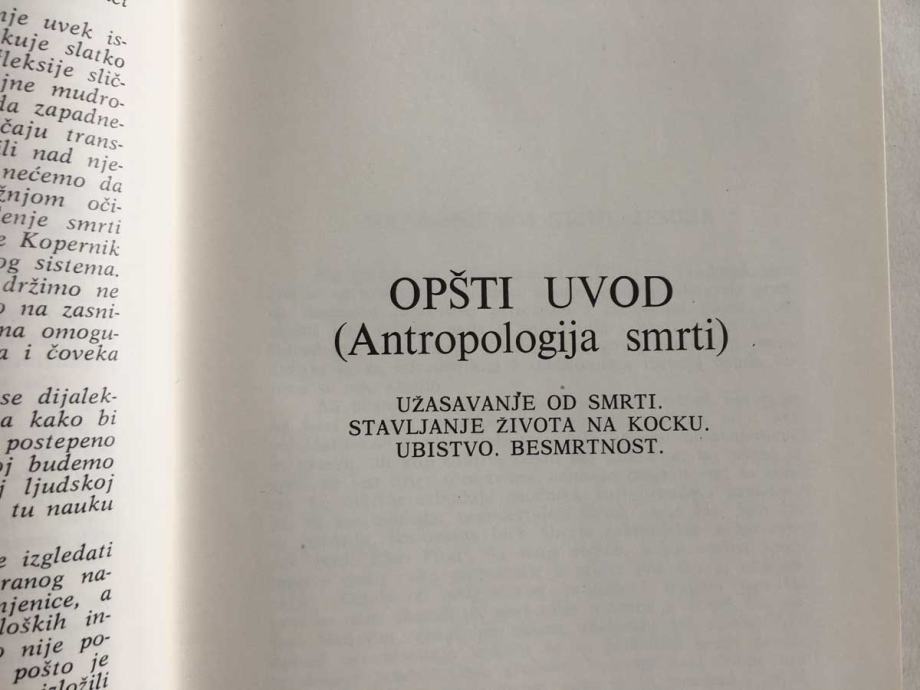 nje uvek is-
kuje slatko
leksije slič-
jne mudro-
da zapadne-
čaju trans-
ili nad nje-
nećemo da
žnjom oči-
đenje smrti
e Kopernik
og sistema.
držimo ne
o na zasni-
na omogu-
a i čoveka
se dijalek-
a kako bi
postepeno
oj budemo
j ljudskoj
tu nauku
e izgledati
ranog na-
njenice, a
loških in-
o nije po-
pošto je
izložili
OPŠTI UVOD
(Antropologija smrti)
UŽASAVANJE OD SMRTI.
STAVLJANJE ŽIVOTA NA KOCKU.
UBISTVO. BESMRTNOST.